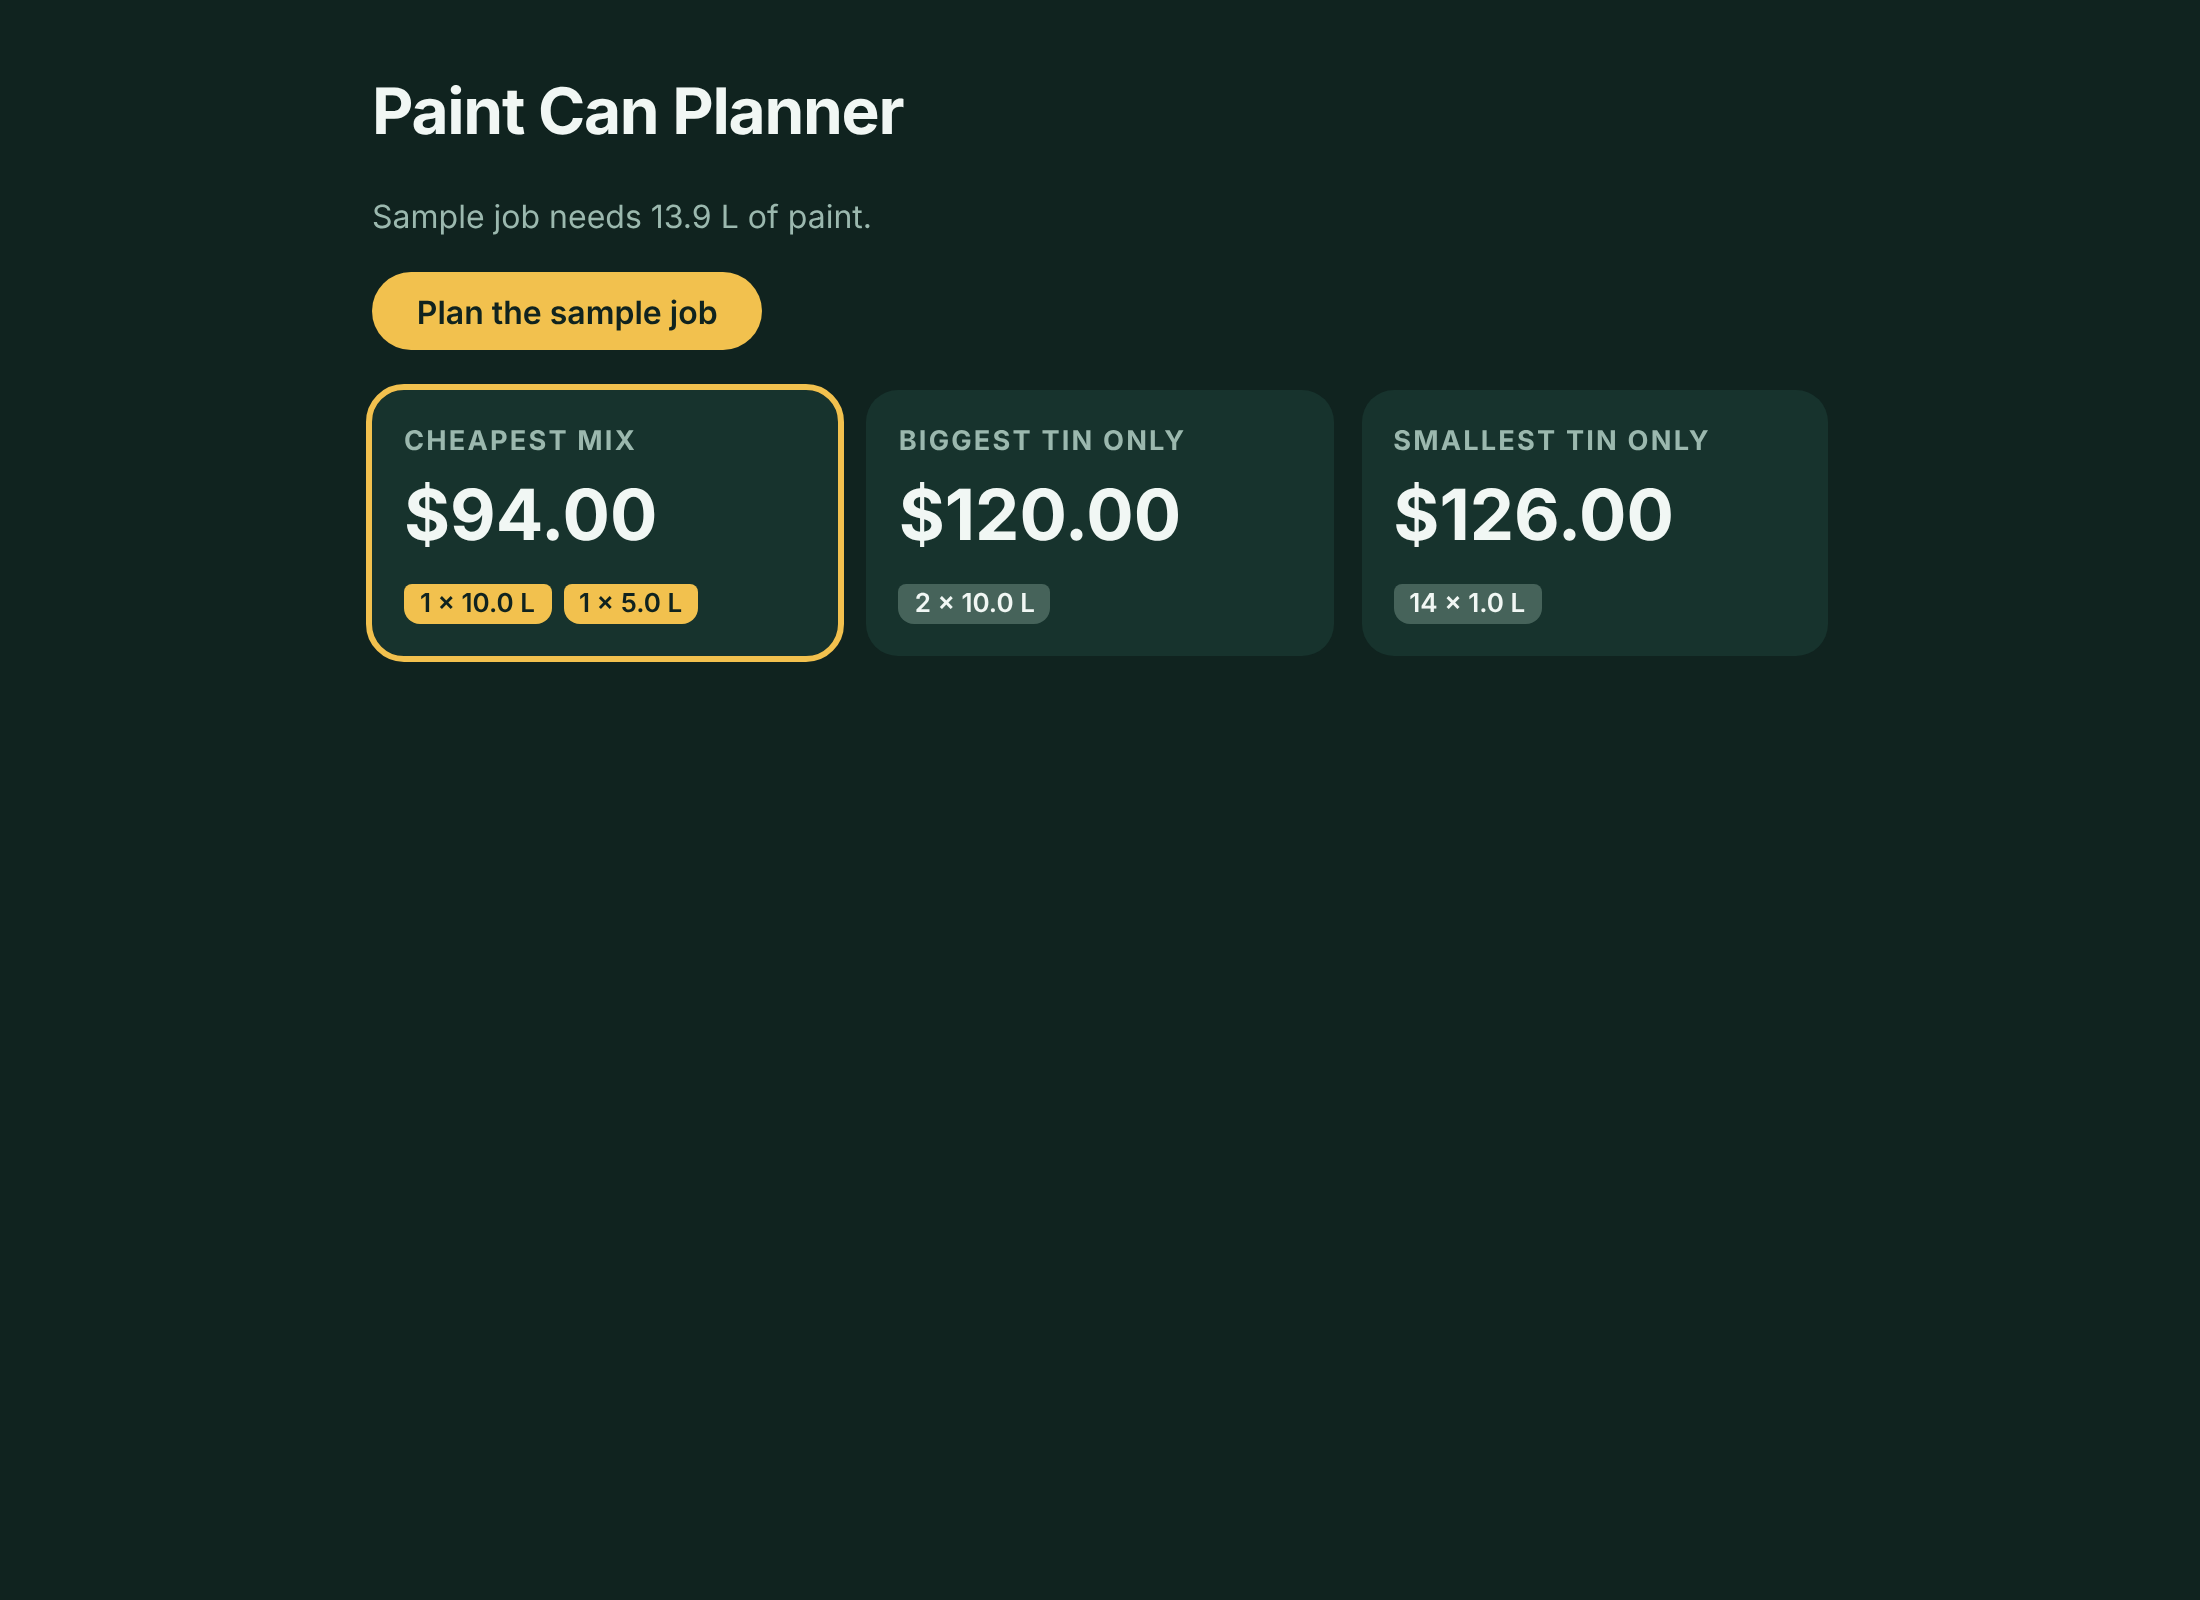 Paint Can Planner
Sample job needs 13.9 L of paint.
Plan the sample job
CHEAPEST MIX
$94.00
1 × 10.0 L 1 × 5.0 L
BIGGEST TIN ONLY
$120.00
2 × 10.0 L
SMALLEST TIN ONLY
$126.00
14 × 1.0 L